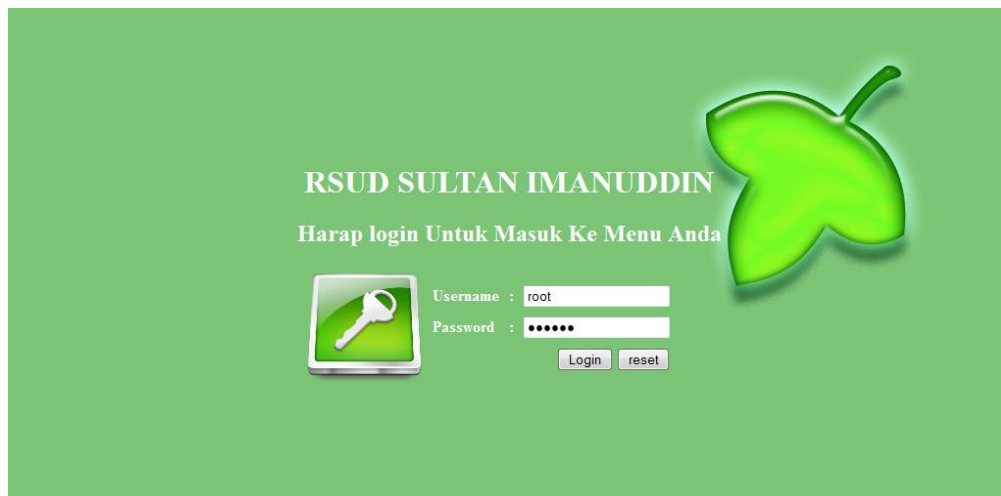 RSUD SULTAN IMANUDDIN
Harap login Untuk Masuk Ke Menu Anda
Username : root
Password : ••••••
Login reset